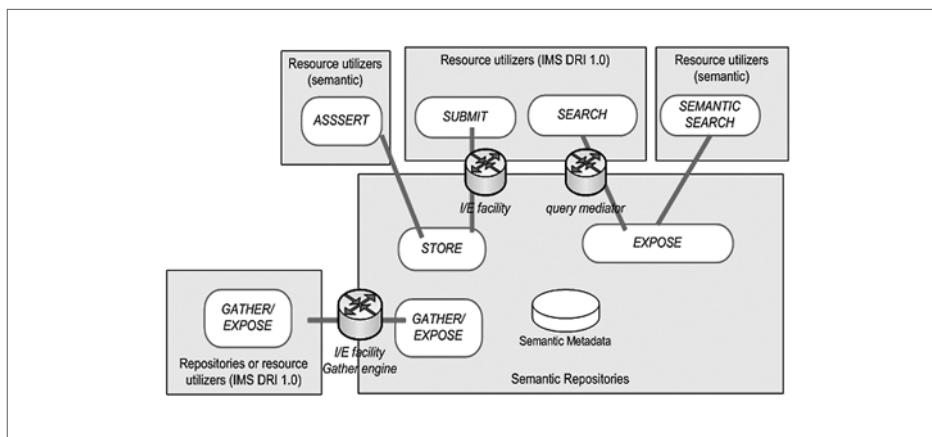 Resource utilizers
(semantic)
ASSSERT
Resource utilizers (IMS DRI 1.0)
SUBMIT
SEARCH
Resource utilizers
(semantic)
SEMANTIC
SEARCH
I/E facility
query mediator
STORE
EXPOSE
GATHER/
EXPOSE
Repositories or resource
utilizers (IMS DRI 1.0)
I/E facility
Gather engine
GATHER/
EXPOSE
Semantic Metadata
Semantic Repositories